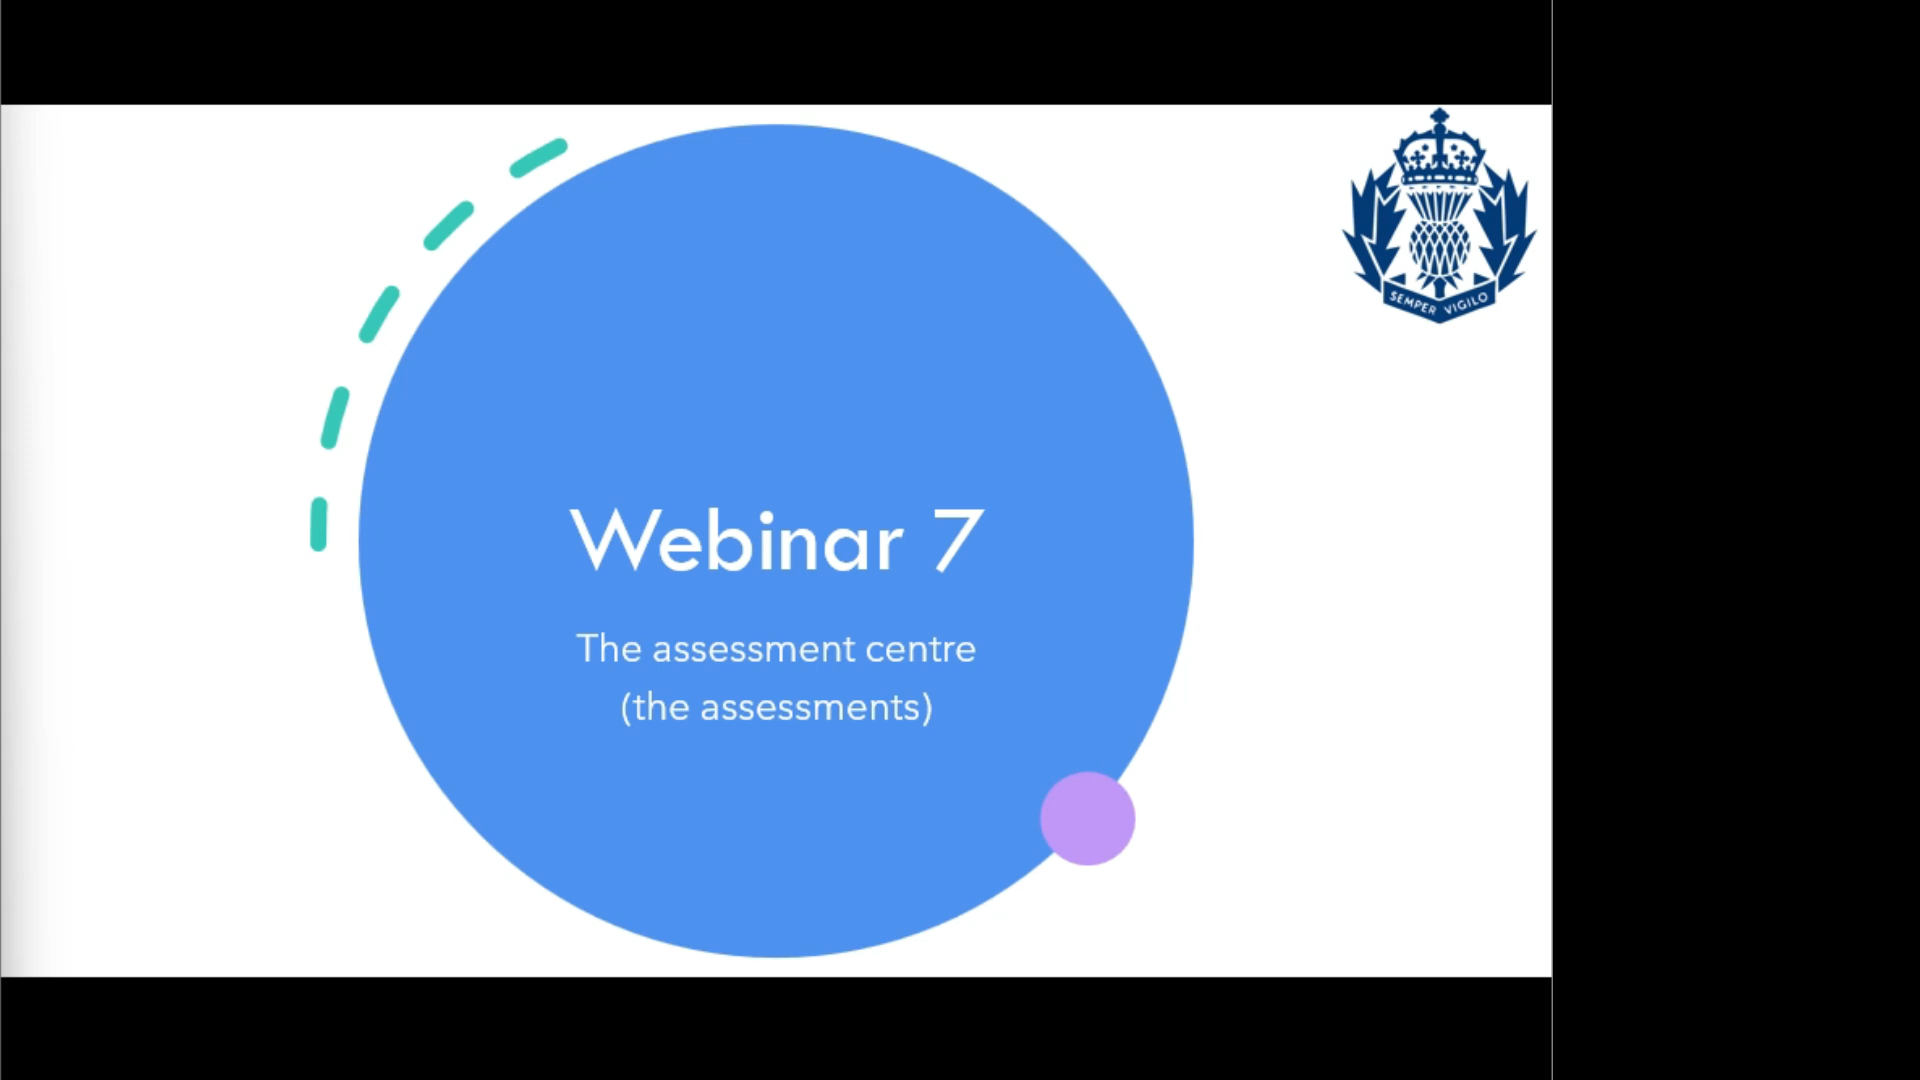 SEMPER VIGILO
Webinar 7
The assessment centre
(the assessments)